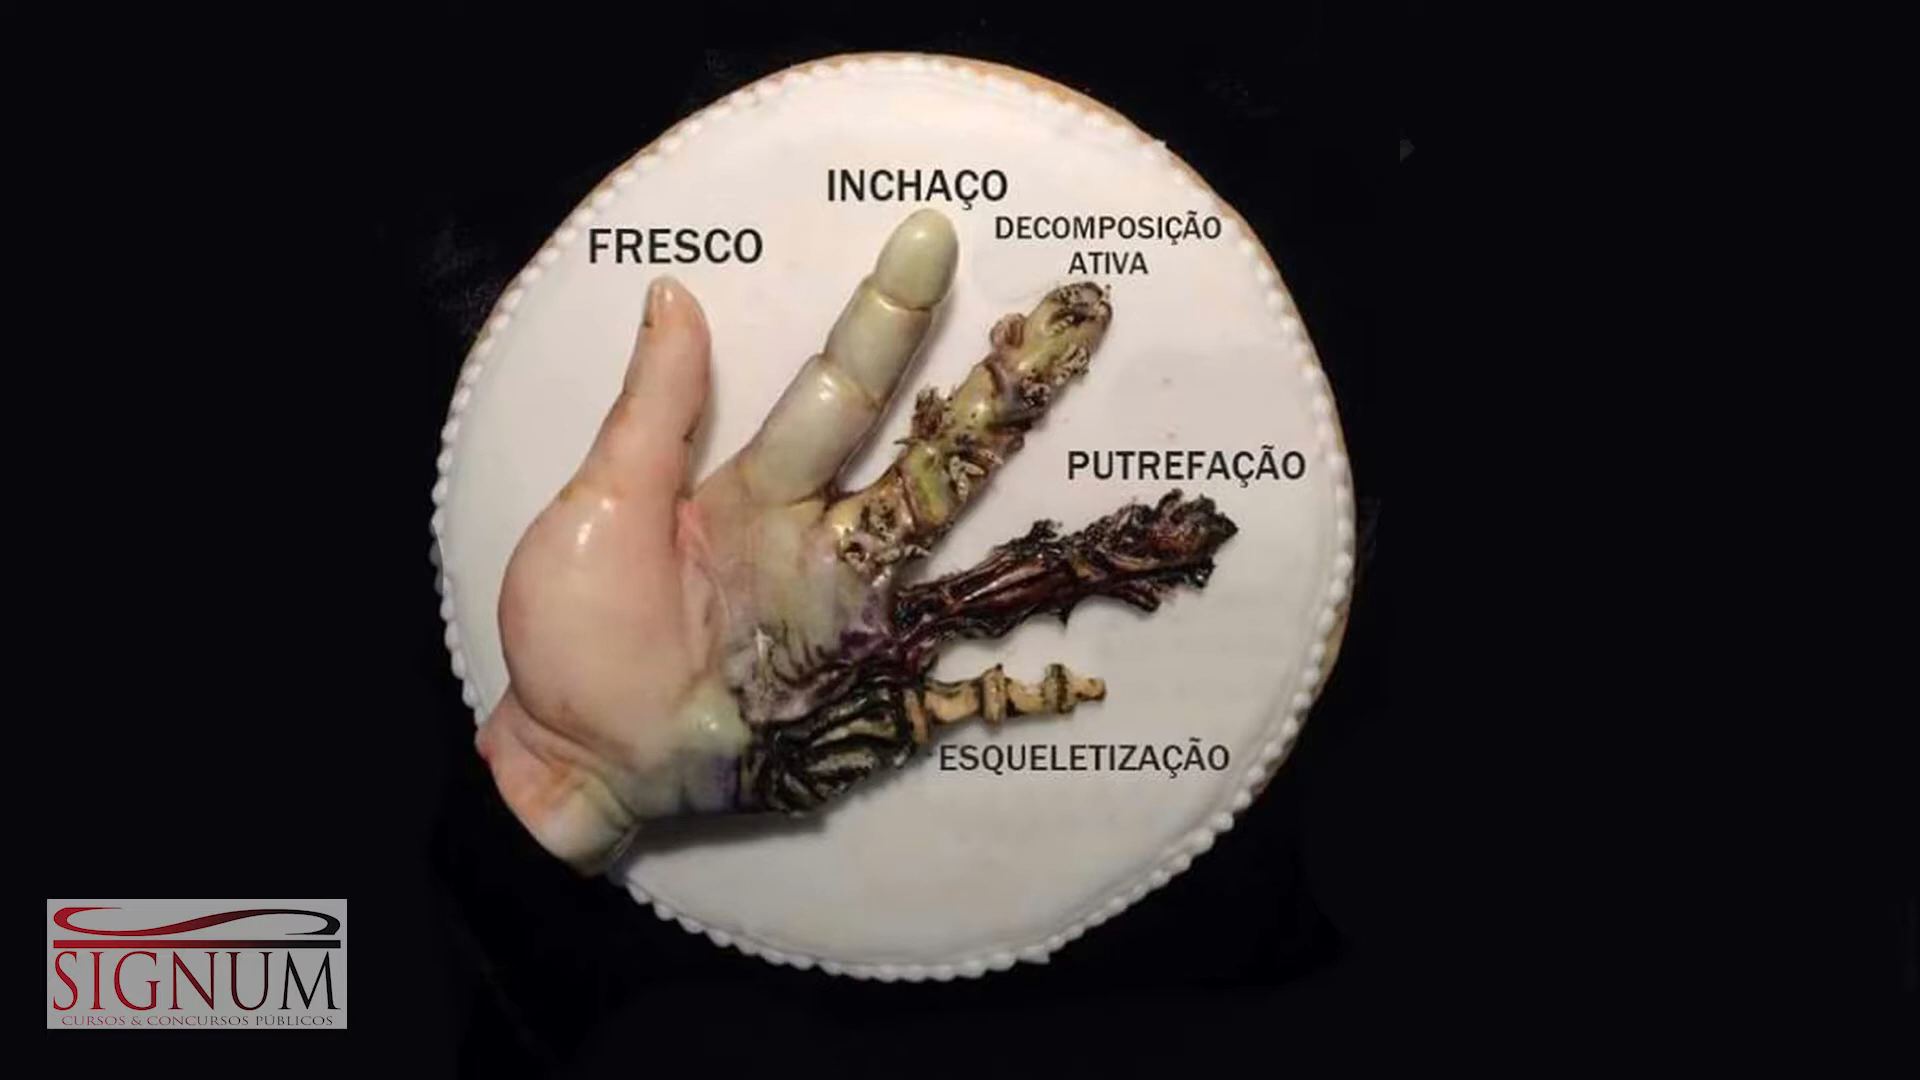 INCHAÇO
FRESCO
DECOMPOSIÇÃO
ATIVA
PUTREFAÇÃO
ESQUELETIZAÇÃO
SIGNUM
CURSOS & CONCURSOS PÚBLICOS